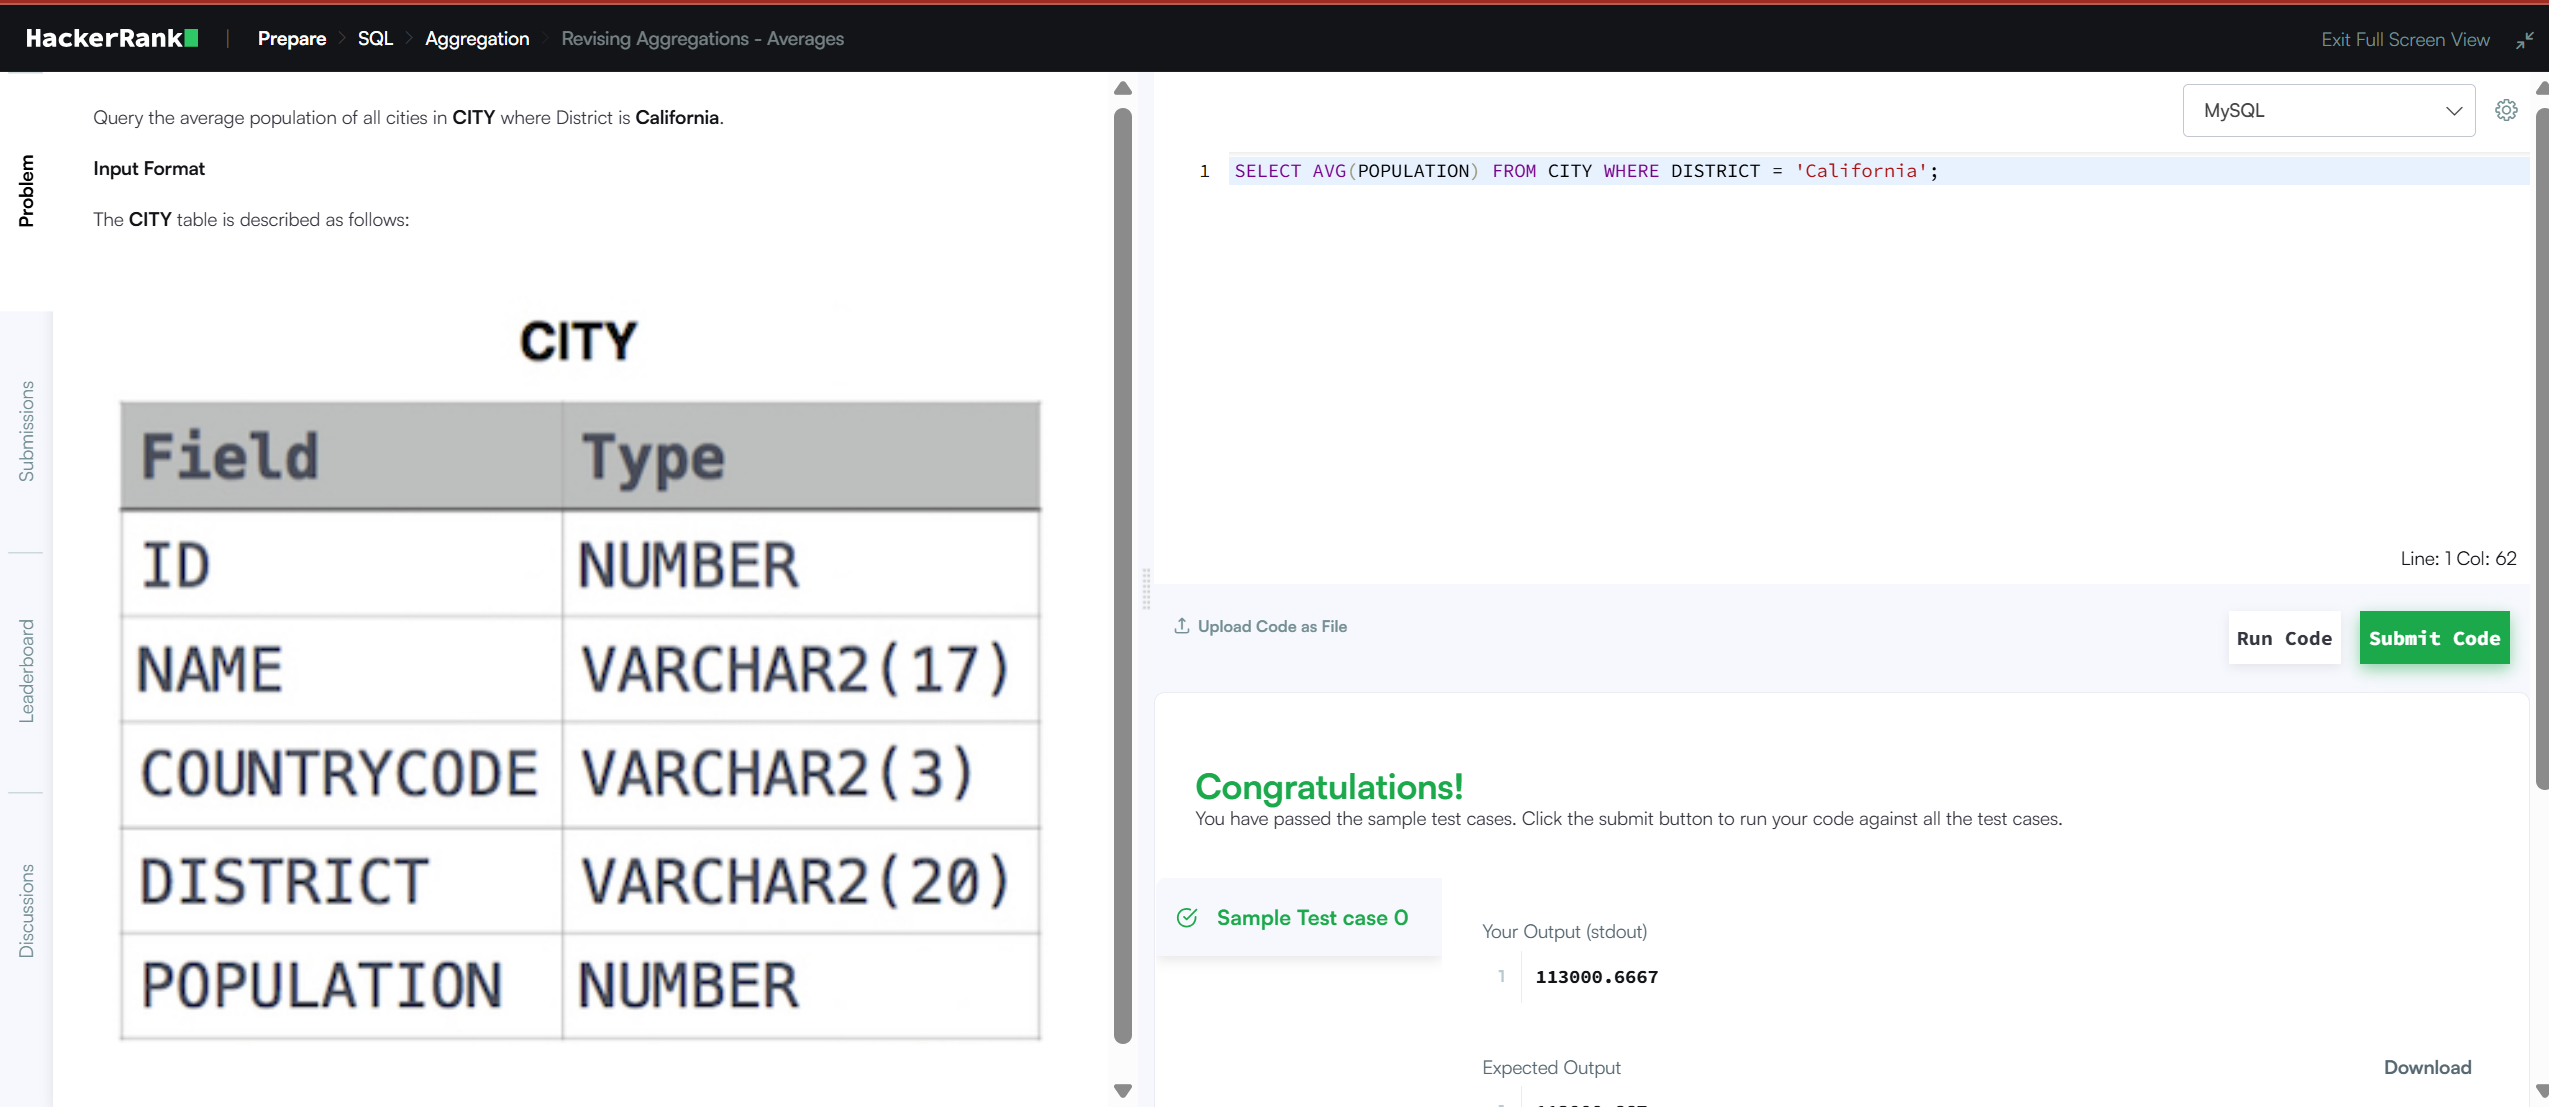 HackerRank | Prepare > SQL > Aggregation > Revising Aggregations - Averages
Exit Full Screen View
Problem
Submissions
Leaderboard
Discussions
Query the average population of all cities in CITY where District is California.
Input Format
The CITY table is described as follows:
CITY
Field Type
ID NUMBER
NAME VARCHAR2(17)
COUNTRYCODE VARCHAR2(3)
DISTRICT VARCHAR2(20)
POPULATION NUMBER
MySQL
1 SELECT AVG(POPULATION) FROM CITY WHERE DISTRICT = 'California';
Line: 1 Col: 62
Upload Code as File
Run Code
Submit Code
Congratulations!
You have passed the sample test cases. Click the submit button to run your code against all the test cases.
Sample Test case 0
Your Output (stdout)
1 113000.6667
Expected Output
Download